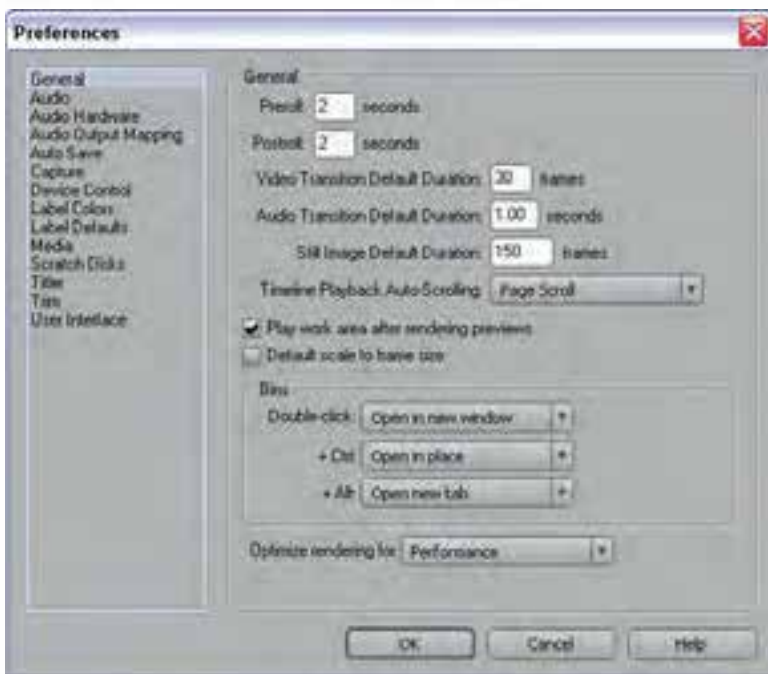 Preferences
General
Audio
Audio Hardware
Audio Output Mapping
Auto Save
Capture
Device Control
Label Colors
Label Defaults
Media
Scratch Disks
Titler
Trim
User Interface
General
Preroll: 2 seconds
Postroll: 2 seconds
Video Transition Default Duration: 30 frames
Audio Transition Default Duration: 1.00 seconds
Still Image Default Duration: 150 frames
Timeline Playback Auto-Scrolling: Page Scroll
Play work area after rendering previews
Default scale to frame size
Bins
Double-click: Open in new window
+ Ctrl: Open in place
+ Alt: Open new tab
Optimize rendering for: Performance
OK
Cancel
Help